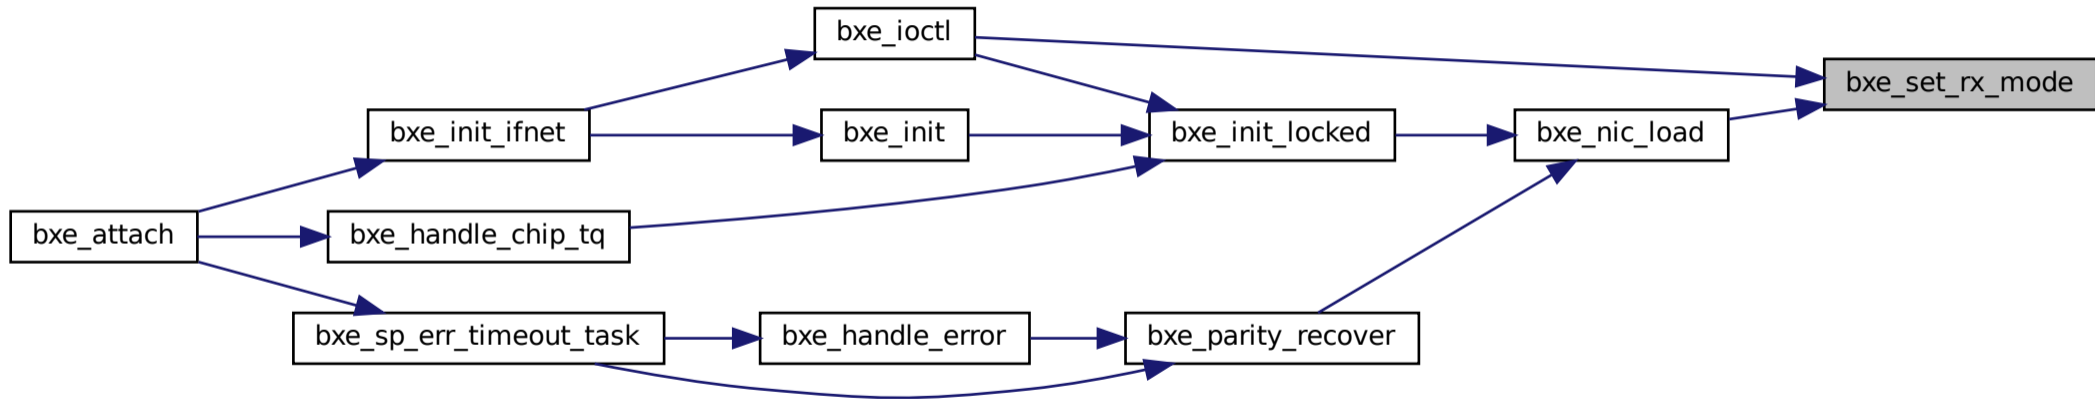 bxe_ioctl
bxe_set_rx_mode
bxe_init_ifnet
bxe_init
bxe_init_locked
bxe_nic_load
bxe_attach
bxe_handle_chip_tq
bxe_sp_err_timeout_task
bxe_handle_error
bxe_parity_recover